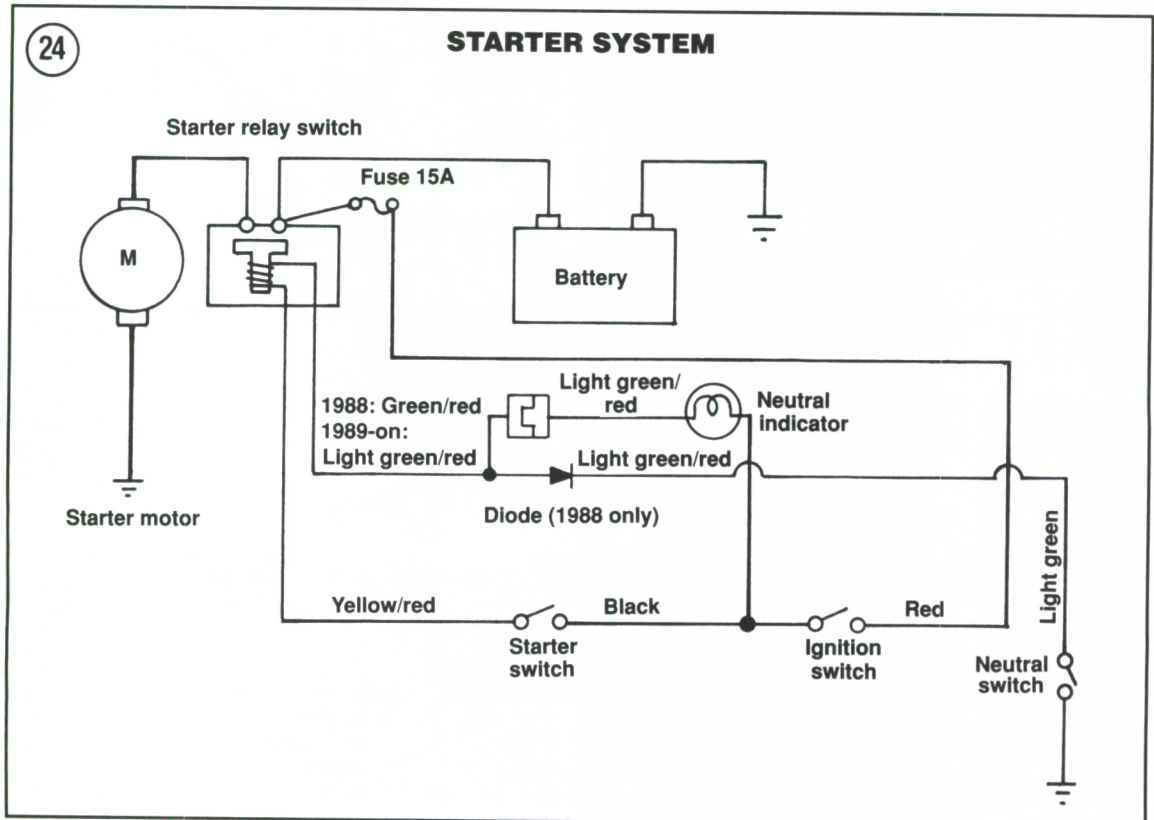 24
STARTER SYSTEM
Starter relay switch
Fuse 15A
M
Battery
Light green/
red
Neutral
indicator
1988: Green/red
1989-on:
Light green/red
Light green/red
Starter motor
Diode (1988 only)
Light green
Yellow/red
Black
Red
Starter
switch
Ignition
switch
Neutral
switch